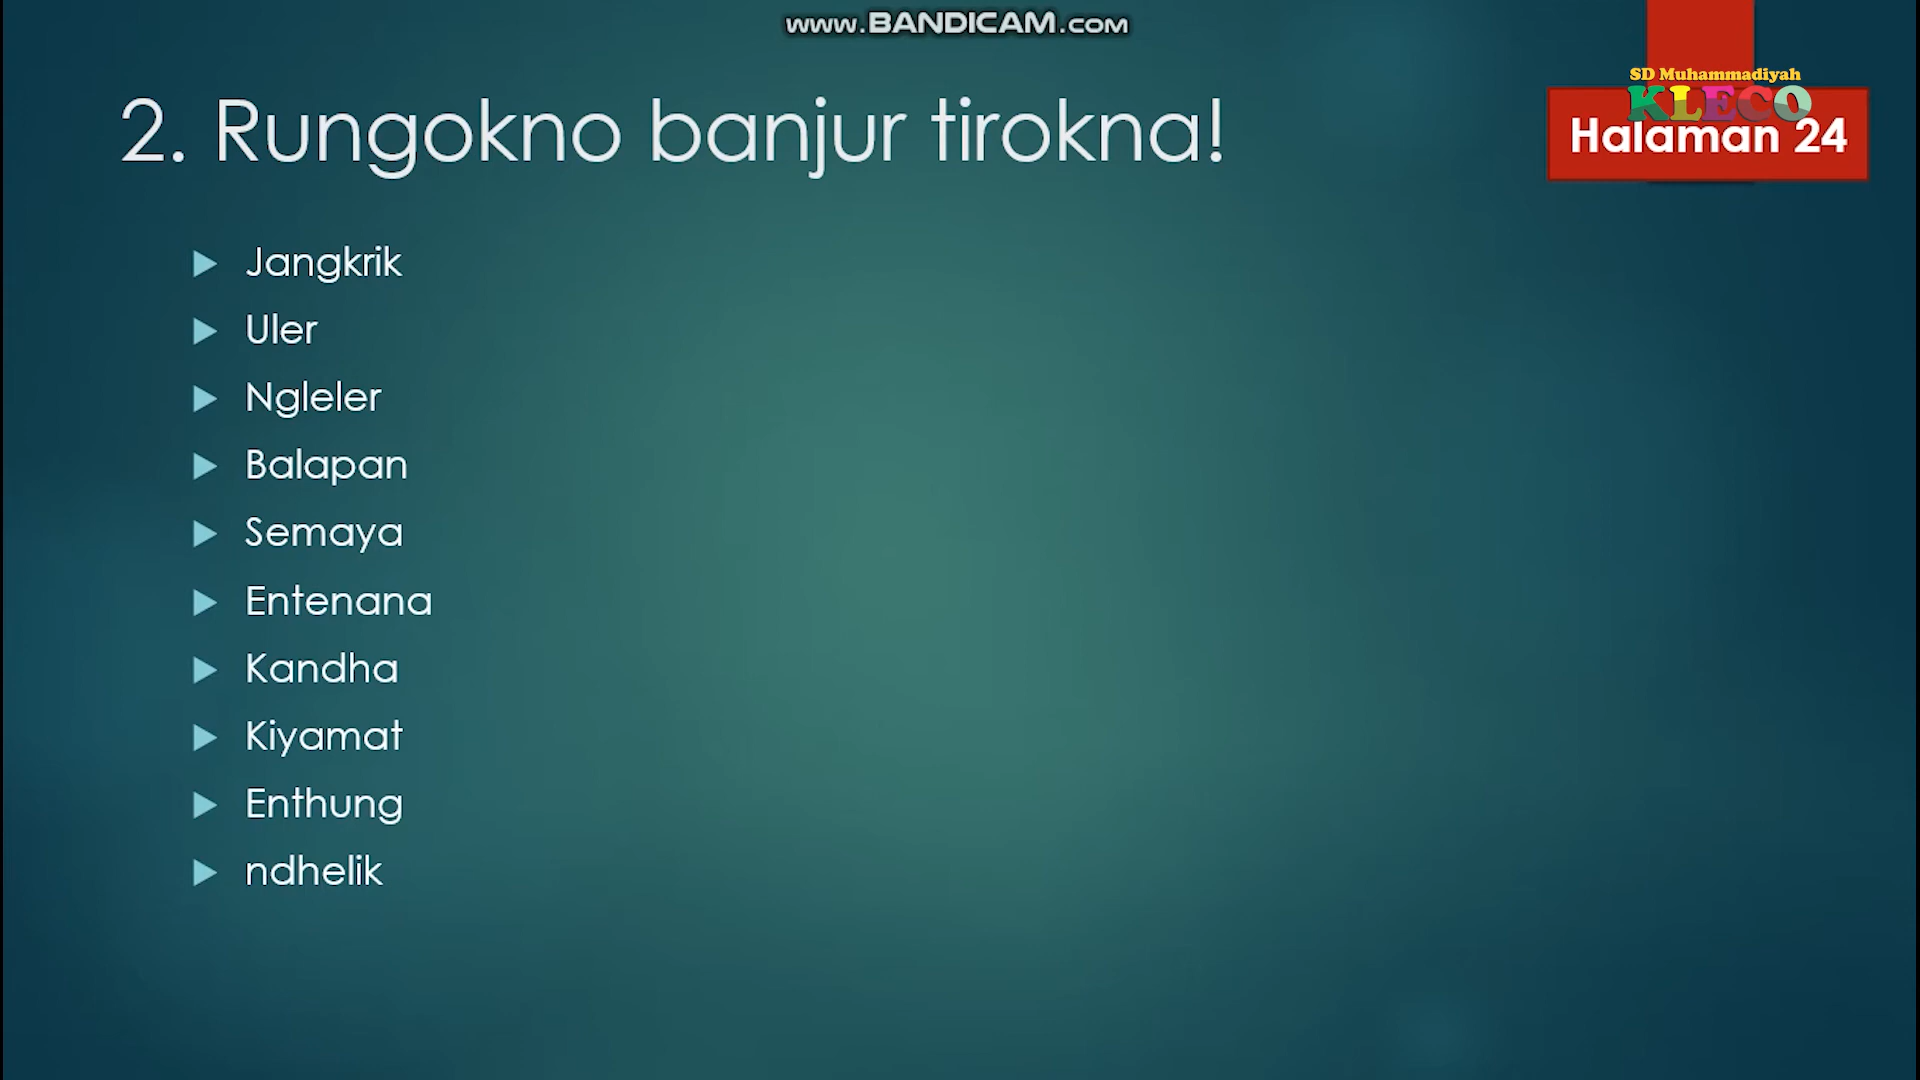 www.BANDICAM.com
2. Rungokno banjur tirokna!
SD Muhammadiyah
KLECO
Halaman 24
Jangkrik
Uler
Ngleler
Balapan
Semaya
Entenana
Kandha
Kiyamat
Enthung
ndhelik